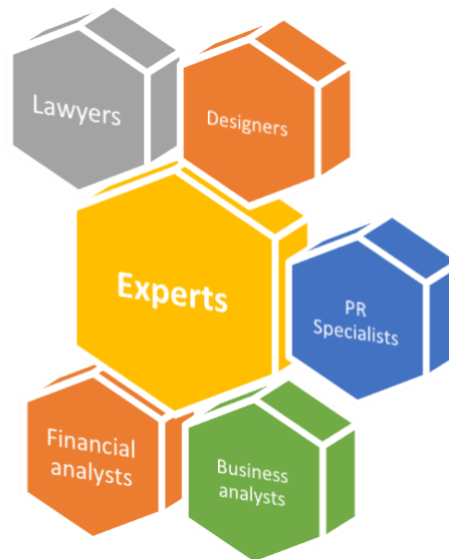 Lawyers
Designers
Experts
PR
Specialists
Financial
analysts
Business
analysts